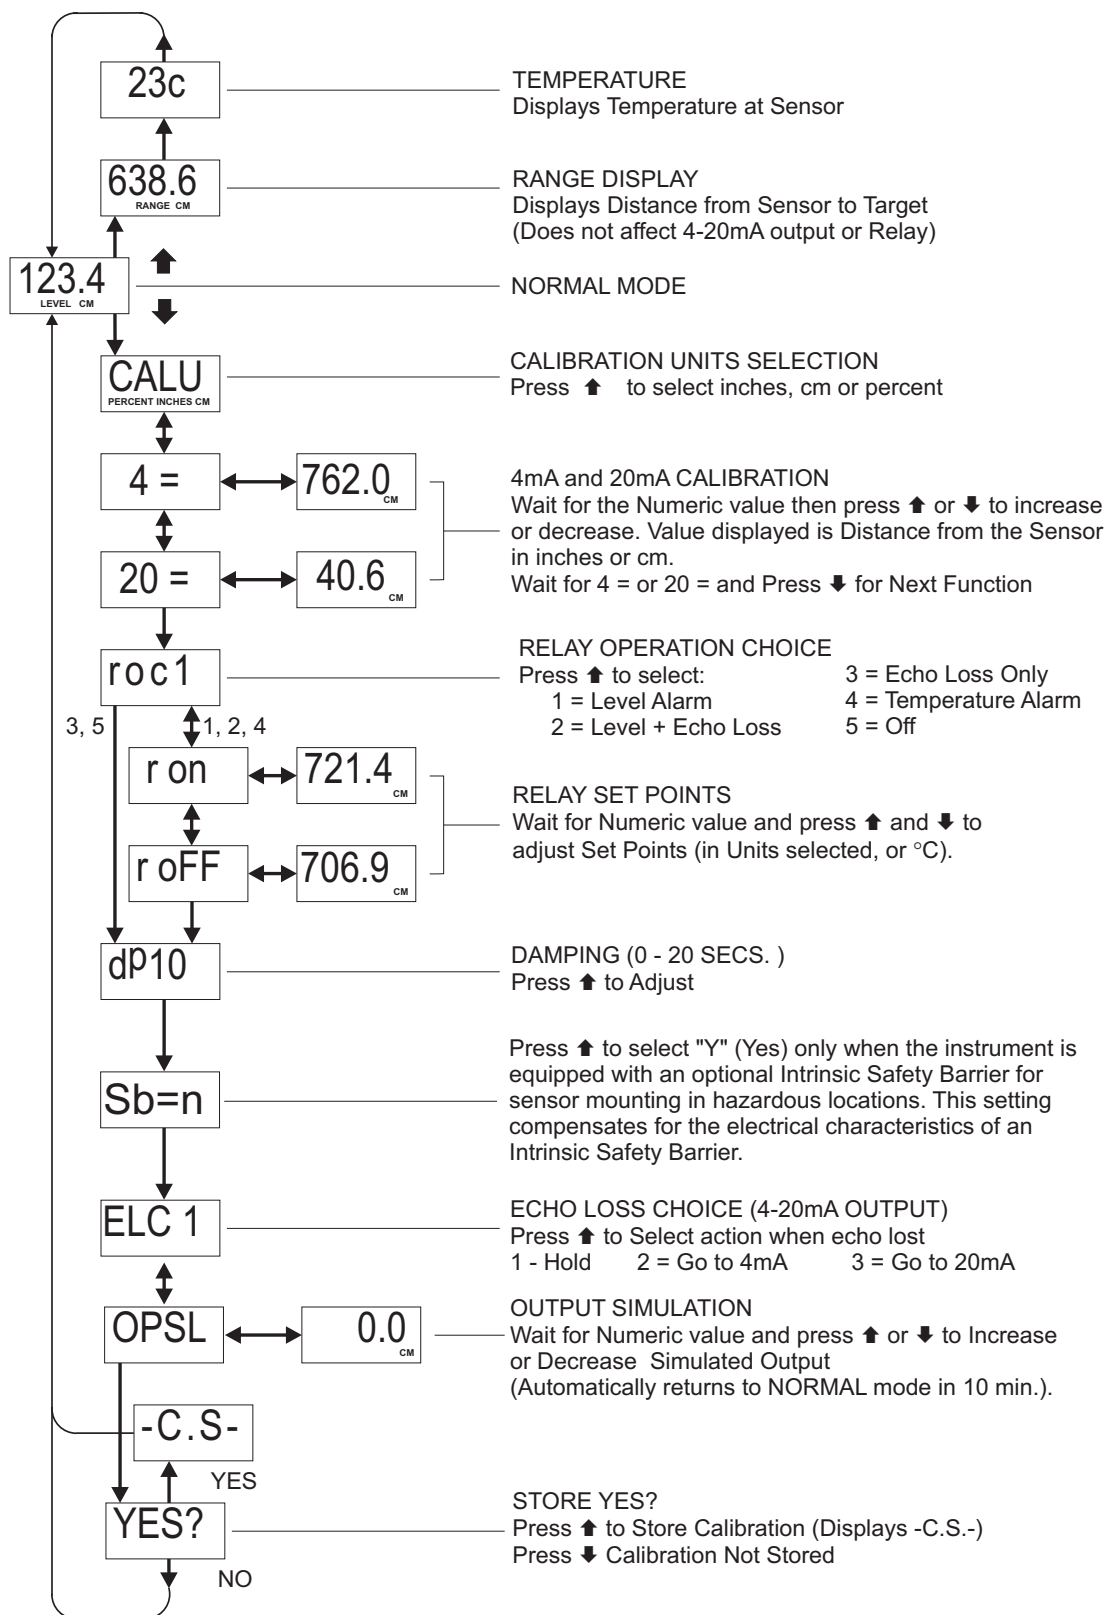 23c
TEMPERATURE
Displays Temperature at Sensor
638.6
RANGE CM
RANGE DISPLAY
Displays Distance from Sensor to Target
(Does not affect 4-20mA output or Relay)
123.4
LEVEL CM
NORMAL MODE
CALU
PERCENT INCHES CM
CALIBRATION UNITS SELECTION
Press ⬆ to select inches, cm or percent
4 =
762.0
CM
20 =
40.6
CM
4mA and 20mA CALIBRATION
Wait for the Numeric value then press ⬆ or ⬇ to increase
or decrease. Value displayed is Distance from the Sensor
in inches or cm.
Wait for 4 = or 20 = and Press ⬇ for Next Function
roc1
RELAY OPERATION CHOICE
Press ⬆ to select:
1 = Level Alarm
2 = Level + Echo Loss
3 = Echo Loss Only
4 = Temperature Alarm
5 = Off
3, 5
1, 2, 4
r on
721.4
CM
r oFF
706.9
CM
RELAY SET POINTS
Wait for Numeric value and press ⬆ and ⬇ to
adjust Set Points (in Units selected, or °C).
dP10
DAMPING (0 - 20 SECS. )
Press ⬆ to Adjust
Sb=n
Press ⬆ to select "Y" (Yes) only when the instrument is
equipped with an optional Intrinsic Safety Barrier for
sensor mounting in hazardous locations. This setting
compensates for the electrical characteristics of an
Intrinsic Safety Barrier.
ELC 1
ECHO LOSS CHOICE (4-20mA OUTPUT)
Press ⬆ to Select action when echo lost
1 - Hold 2 = Go to 4mA 3 = Go to 20mA
OPSL
0.0
CM
OUTPUT SIMULATION
Wait for Numeric value and press ⬆ or ⬇ to Increase
or Decrease Simulated Output
(Automatically returns to NORMAL mode in 10 min.).
-C.S-
YES
YES?
NO
STORE YES?
Press ⬆ to Store Calibration (Displays -C.S.-)
Press ⬇ Calibration Not Stored